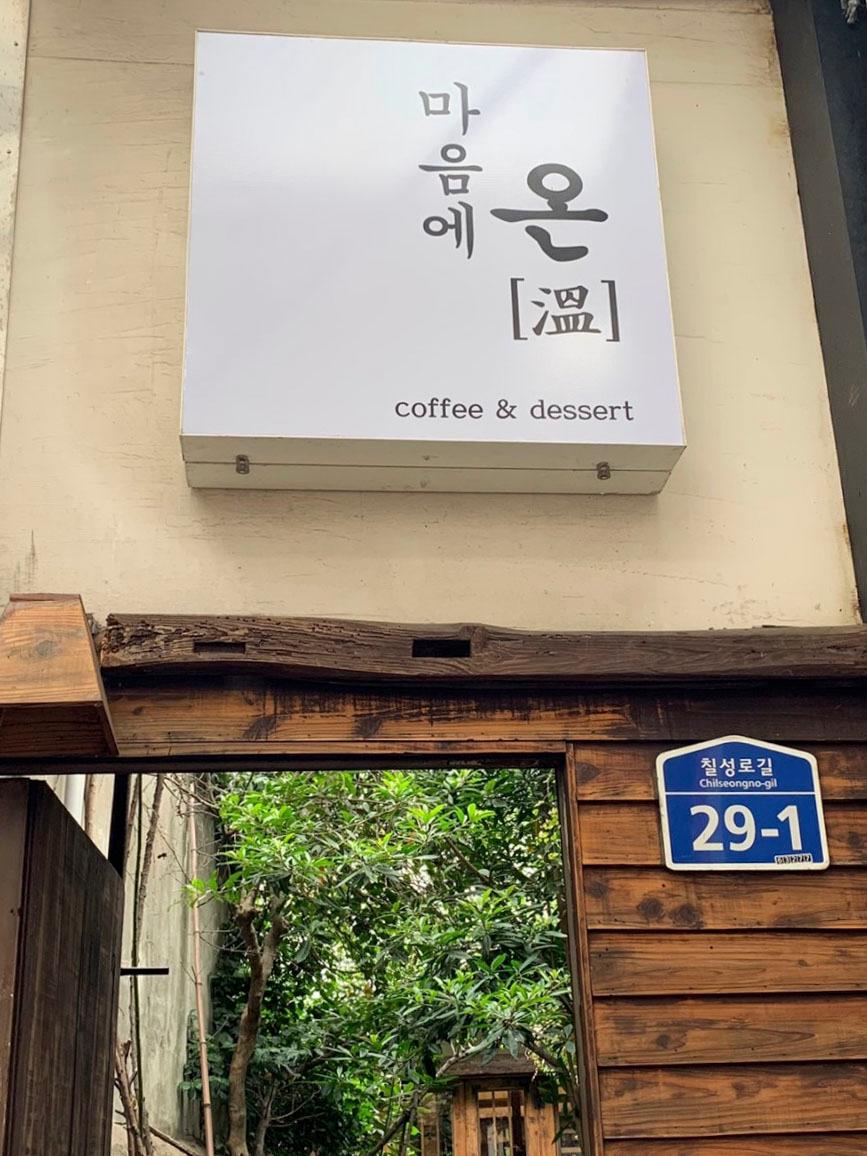 마음에
온
[溫]
coffee & dessert
칠성로길
Chilseongno-gil
29-1